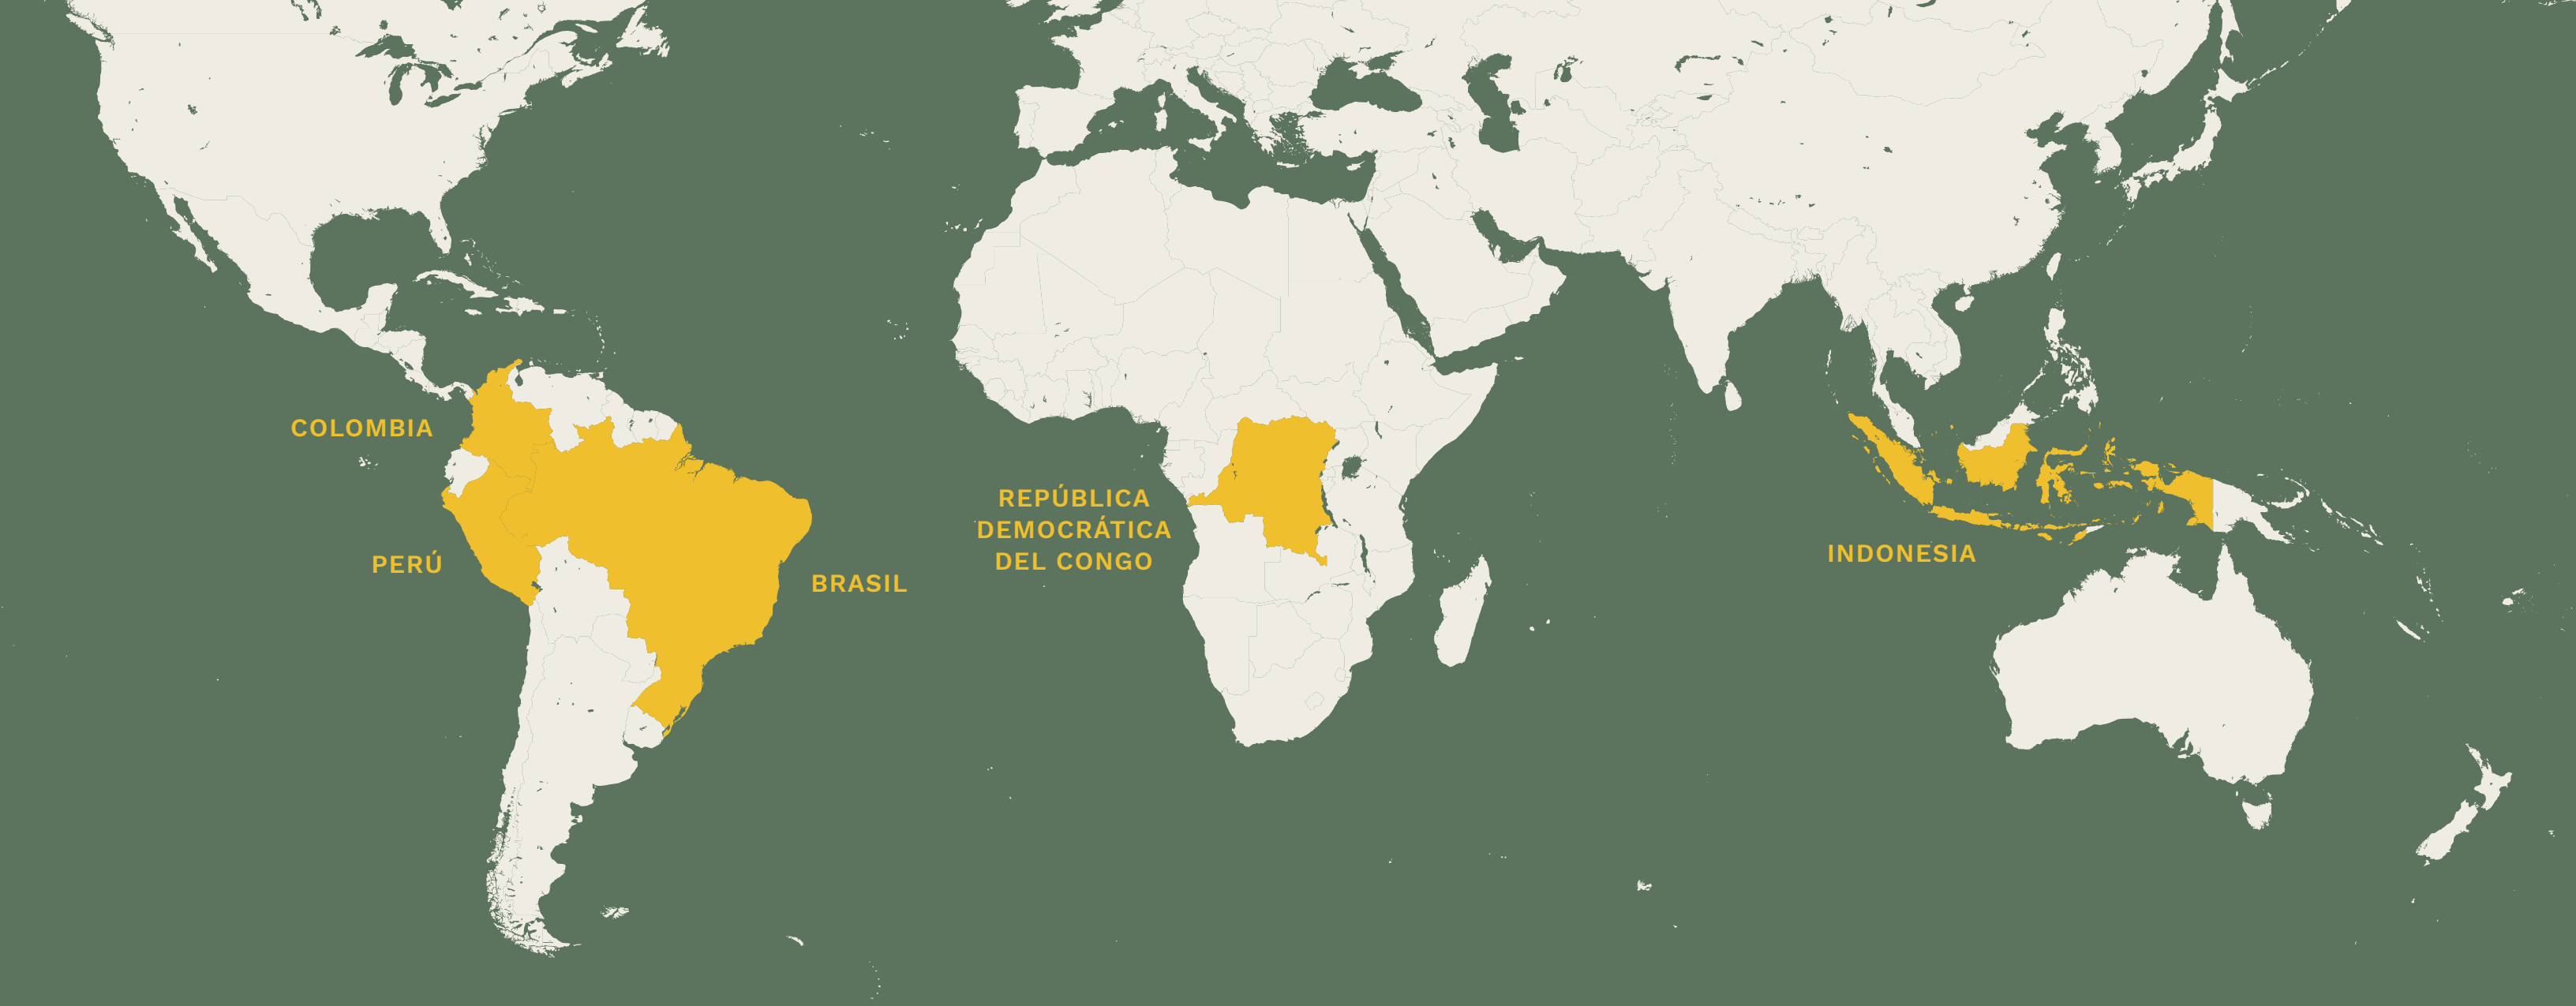 COLOMBIA
PERÚ
BRASIL
REPÚBLICA
DEMOCRÁTICA
DEL CONGO
INDONESIA